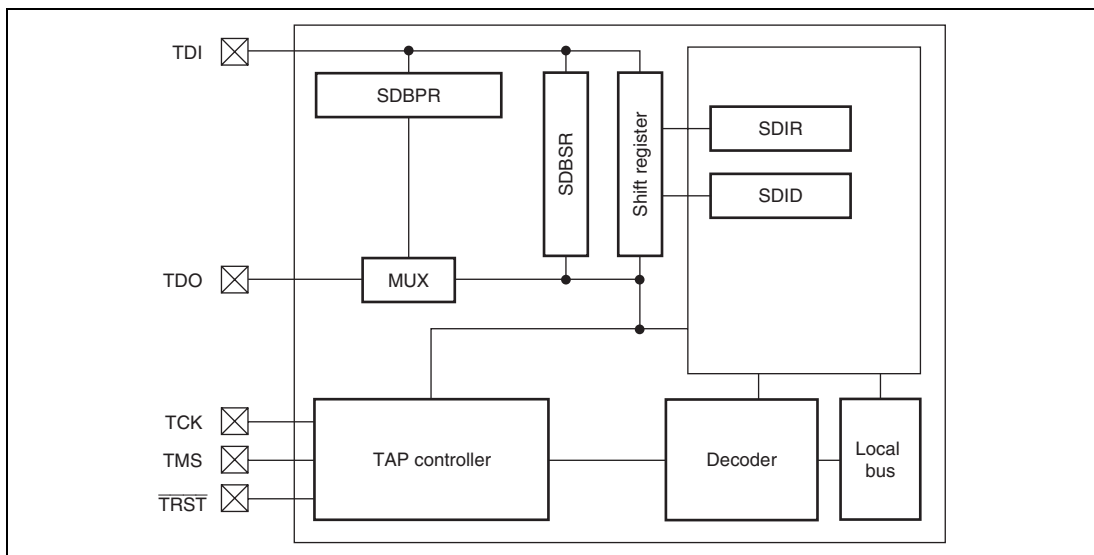 TDI
SDBPR
SDBSR
Shift register
SDIR
SDID
TDO
MUX
TCK
TMS
TRST
TAP controller
Decoder
Local
bus